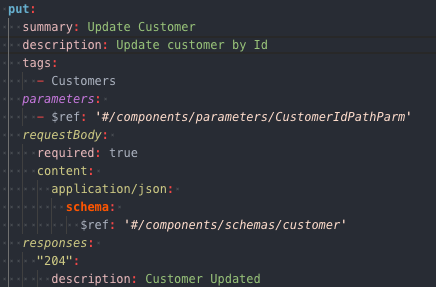 put:
  summary: Update Customer
  description: Update customer by Id
  tags:
    - Customers
  parameters:
    - $ref: '#/components/parameters/CustomerIdPathParm'
  requestBody:
    required: true
    content:
      application/json:
        schema:
          $ref: '#/components/schemas/customer'
  responses:
    "204":
      description: Customer Updated